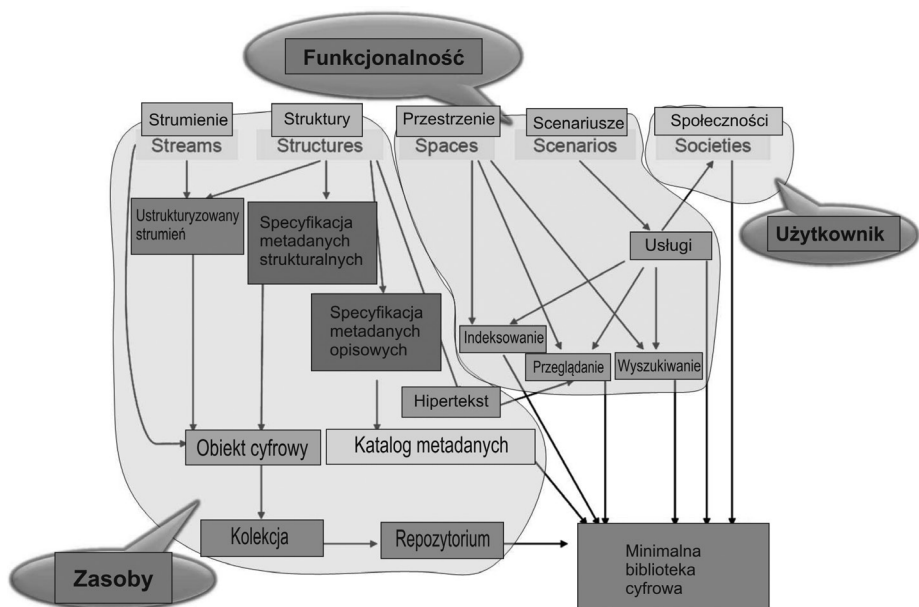 Funkcjonalność
Strumienie
Streams
Struktury
Structures
Przestrzenie
Spaces
Scenariusze
Scenarios
Społeczności
Societies
Ustrukturyzowany
strumień
Specyfikacja
metadanych
strukturalnych
Usługi
Użytkownik
Specyfikacja
metadanych
opisowych
Indeksowanie
Przeglądanie
Wyszukiwanie
Hipertekst
Obiekt cyfrowy
Katalog metadanych
Kolekcja
Repozytorium
Minimalna
biblioteka
cyfrowa
Zasoby